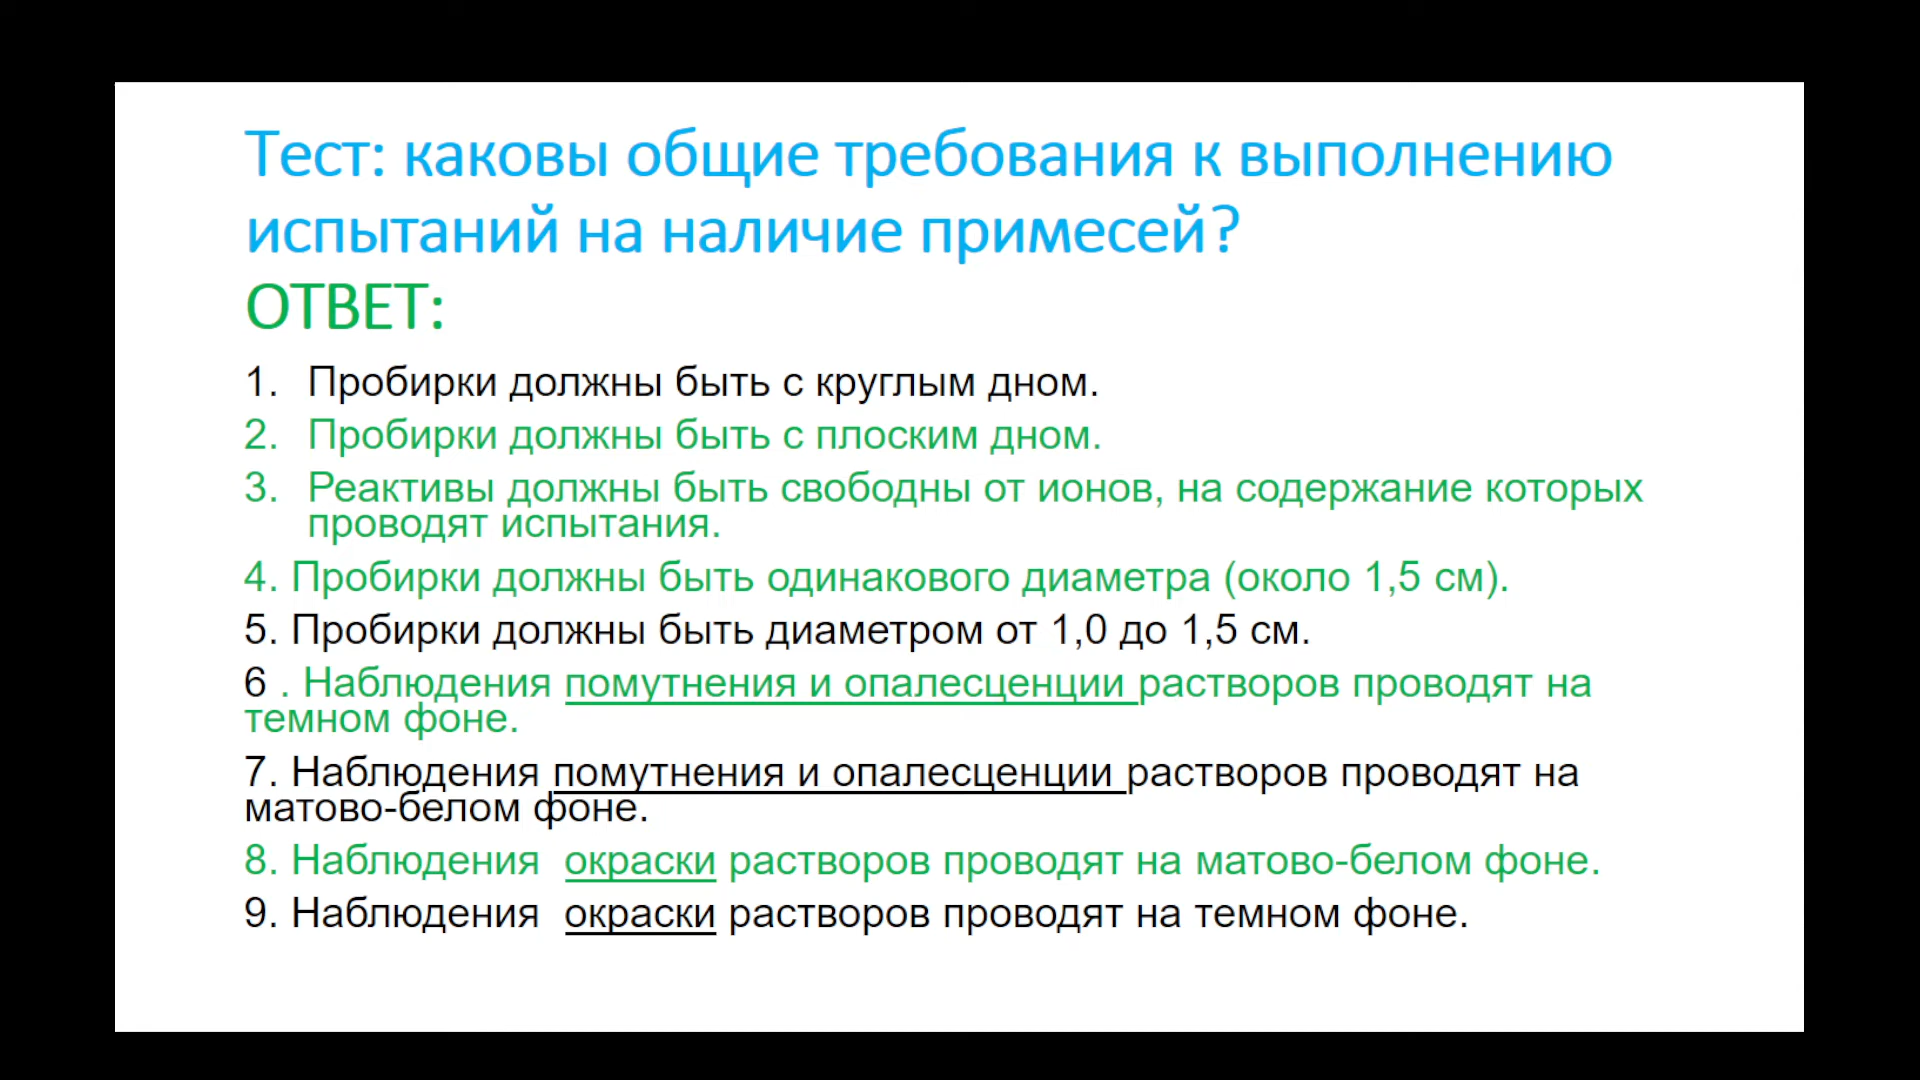 Тест: каковы общие требования к выполнению
испытаний на наличие примесей?
ОТВЕТ:
1. Пробирки должны быть с круглым дном.
2. Пробирки должны быть с плоским дном.
3. Реактивы должны быть свободны от ионов, на содержание которых
проводят испытания.
4. Пробирки должны быть одинакового диаметра (около 1,5 см).
5. Пробирки должны быть диаметром от 1,0 до 1,5 см.
6 . Наблюдения помутнения и опалесценции растворов проводят на
темном фоне.
7. Наблюдения помутнения и опалесценции растворов проводят на
матово-белом фоне.
8. Наблюдения окраски растворов проводят на матово-белом фоне.
9. Наблюдения окраски растворов проводят на темном фоне.